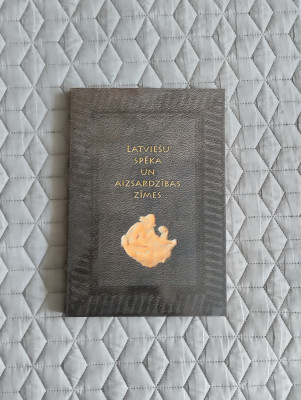 LATVIEŠU
SPĒKA
UN
AIZSARDZĪBAS
ZĪMES